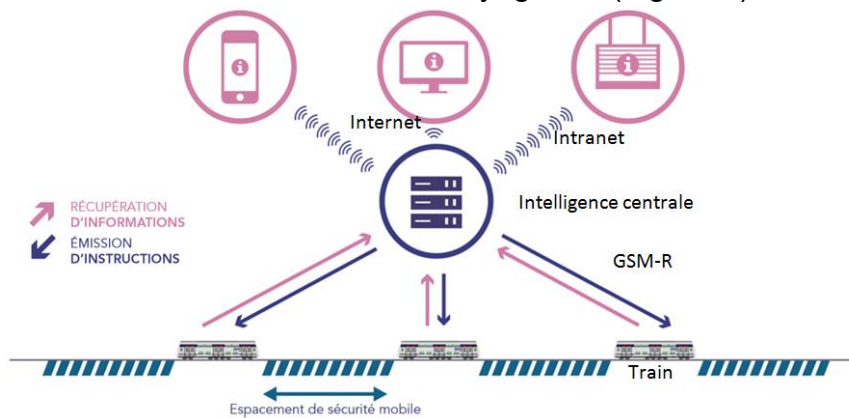 Internet
Intranet
Intelligence centrale
RÉCUPÉRATION
D'INFORMATIONS
ÉMISSION
D'INSTRUCTIONS
GSM-R
Train
Espacement de sécurité mobile